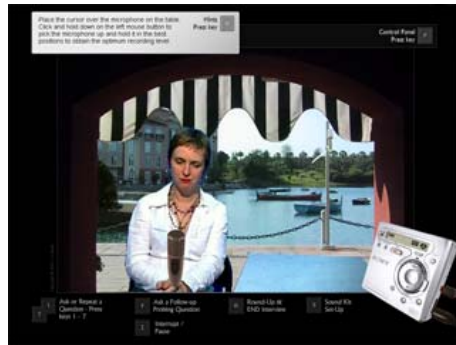 Place the cursor over the microphone on the table.
Click and hold down on the left mouse button to
pick the microphone up and hold it in the best
positions to obtain the optimum recording level
Hints
Press key
Control Panel
Press key
Ask or Repeat a
Question - Press
keys 1 - 7
Ask a Follow-up
Probing Question
Round-Up &
END Interview
Sound Kit
Set-Up
Interrupt /
Pause